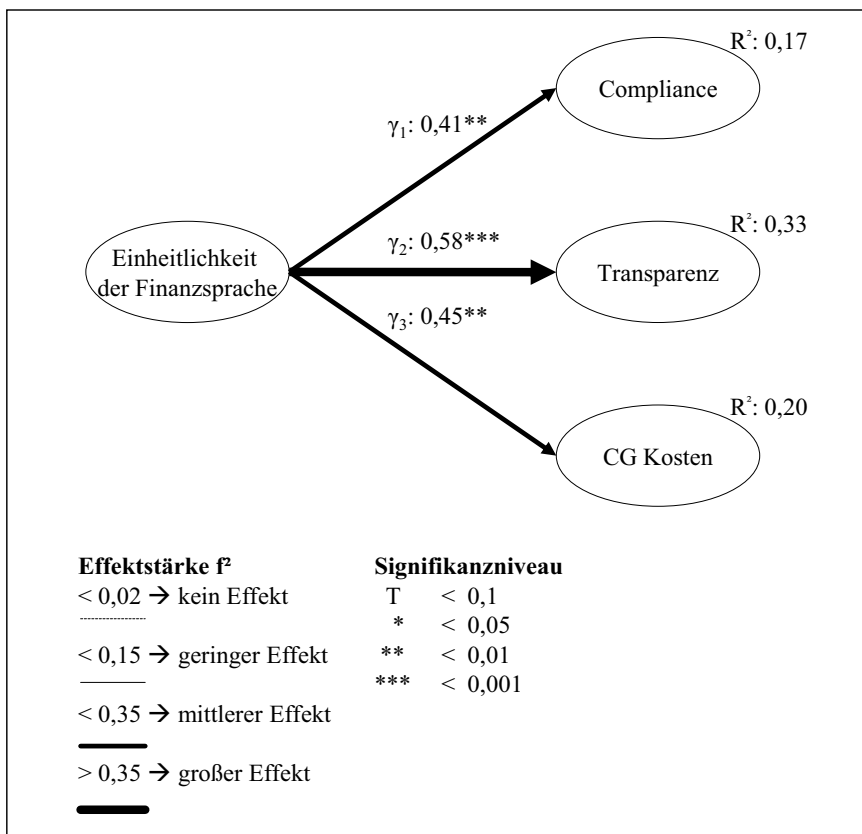 R²: 0,17
Compliance
γ₁: 0,41**
R²: 0,33
Einheitlichkeit
der Finanzsprache
γ₂: 0,58***
Transparenz
γ₃: 0,45**
R²: 0,20
CG Kosten
Effektstärke f²
< 0,02 → kein Effekt
< 0,15 → geringer Effekt
< 0,35 → mittlerer Effekt
> 0,35 → großer Effekt
Signifikanzniveau
T < 0,1
* < 0,05
** < 0,01
*** < 0,001